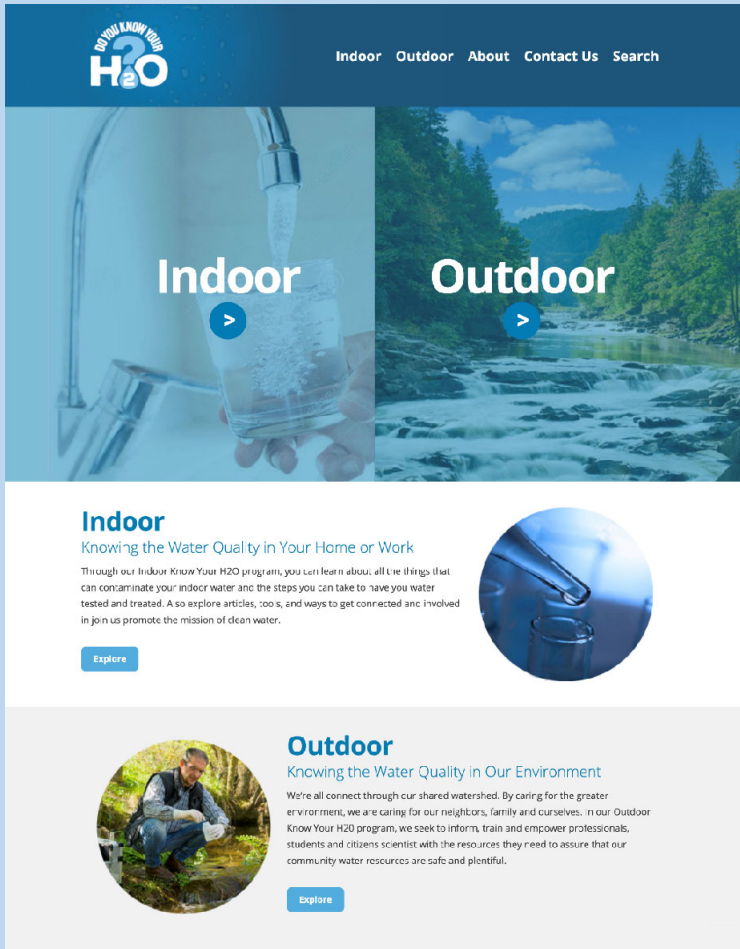 DO YOU KNOW YOUR
H2O
?
Indoor Outdoor About Contact Us Search
Indoor
>
Outdoor
>
Indoor
Knowing the Water Quality in Your Home or Work
Through our Indoor Know Your H2O program, you can learn about all the things that
can contaminate your indoor water and the steps you can take to have you water
tested and treated. Also explore articles, tools, and ways to get connected and involved
in join us promote the mission of clean water.
Explore
Outdoor
Knowing the Water Quality in Our Environment
We're all connect through our shared watershed. By caring for the greater
environment, we are caring for our neighbors, family and ourselves. In our Outdoor
Know Your H20 program, we seek to inform, train and empower professionals,
students and citizens scientist with the resources they need to assure that our
community water resources are safe and plentiful.
Explore